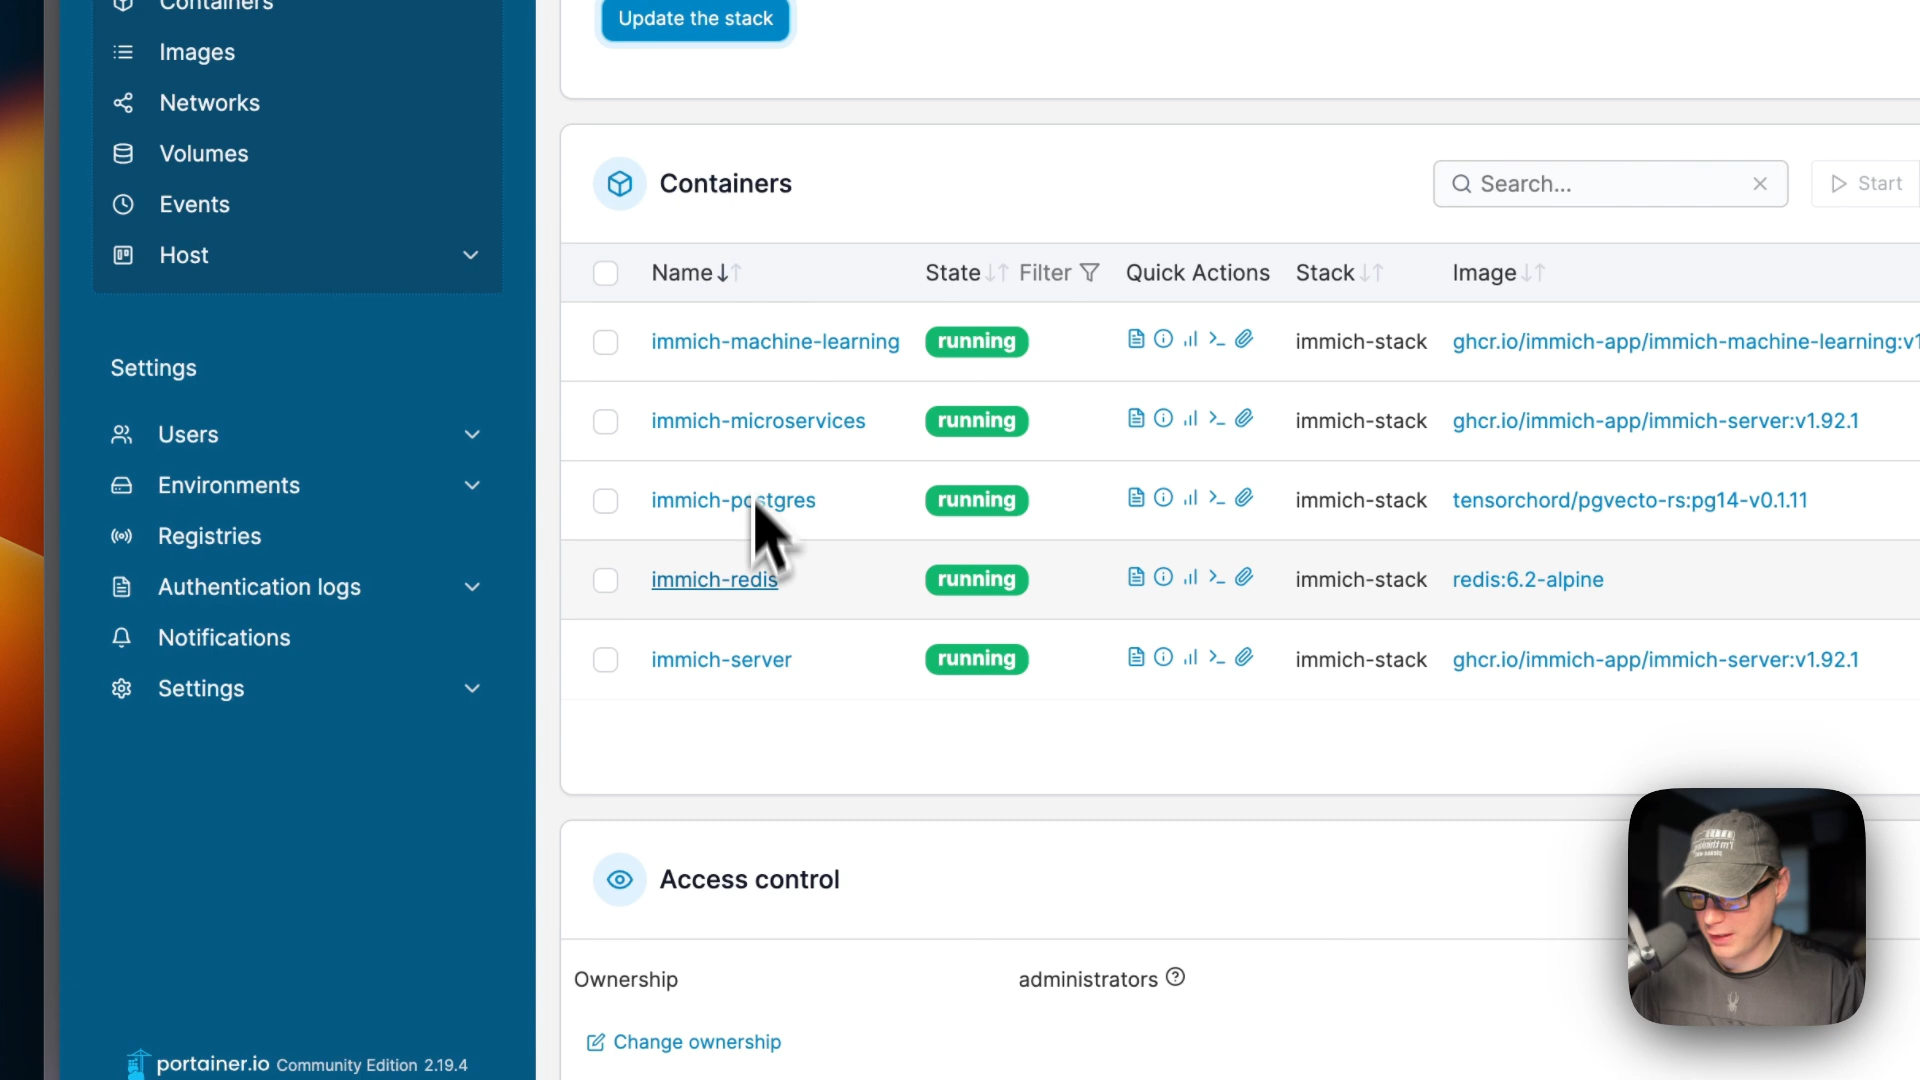 Containers
Images
Networks
Volumes
Events
Host
Settings
Users
Environments
Registries
Authentication logs
Notifications
Settings
portainer.io Community Edition 2.19.4
Update the stack
Containers
Search...
Start
Name State Filter Quick Actions Stack Image
immich-machine-learning running immich-stack ghcr.io/immich-app/immich-machine-learning:v1
immich-microservices running immich-stack ghcr.io/immich-app/immich-server:v1.92.1
immich-postgres running immich-stack tensorchord/pgvecto-rs:pg14-v0.1.11
immich-redis running immich-stack redis:6.2-alpine
immich-server running immich-stack ghcr.io/immich-app/immich-server:v1.92.1
Access control
Ownership administrators
Change ownership